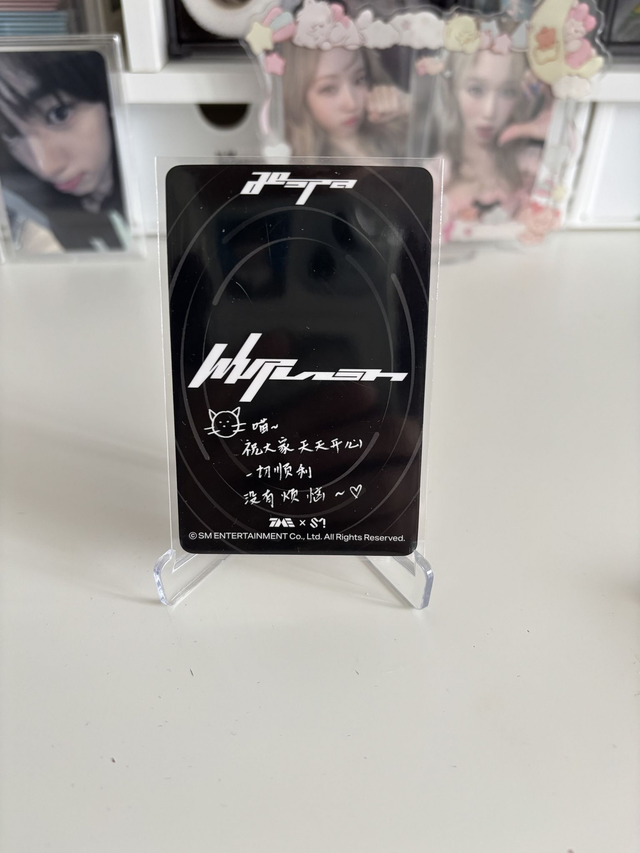 aespa
Whiplash
喵~
祝大家天天开心
一切顺利
没有烦恼~♡
TME × S?
© SM ENTERTAINMENT Co., Ltd. All Rights Reserved.